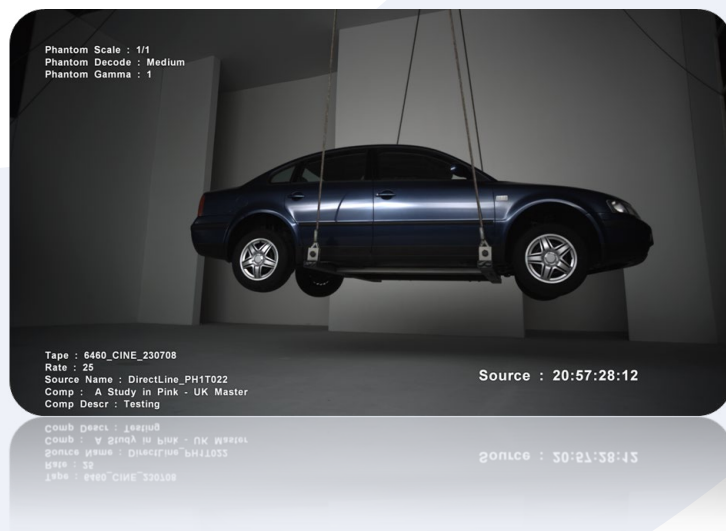 Phantom Scale : 1/1
Phantom Decode : Medium
Phantom Gamma : 1
Tape : 6460_CINE_230708
Rate : 25
Source Name : DirectLine_PH1T022
Comp : A Study in Pink - UK Master
Comp Descr : Testing
Source : 20:57:28:12